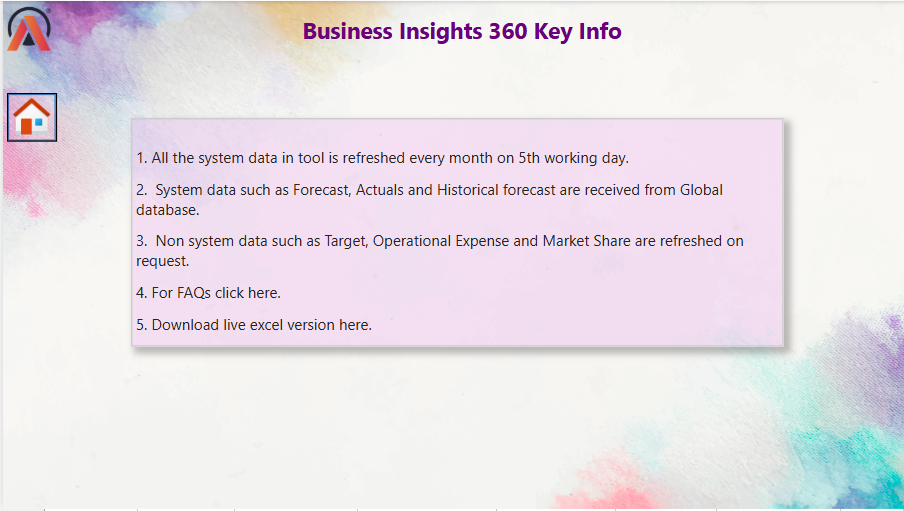 Business Insights 360 Key Info
1. All the system data in tool is refreshed every month on 5th working day.
2.  System data such as Forecast, Actuals and Historical forecast are received from Global
database.
3.  Non system data such as Target, Operational Expense and Market Share are refreshed on
request.
4. For FAQs click here.
5. Download live excel version here.